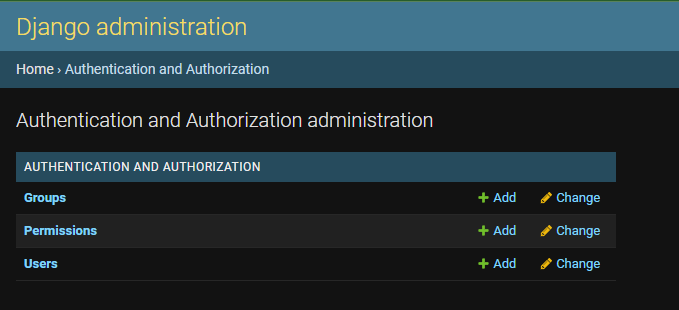 Django administration
Home › Authentication and Authorization
Authentication and Authorization administration
AUTHENTICATION AND AUTHORIZATION
Groups Add Change
Permissions Add Change
Users Add Change